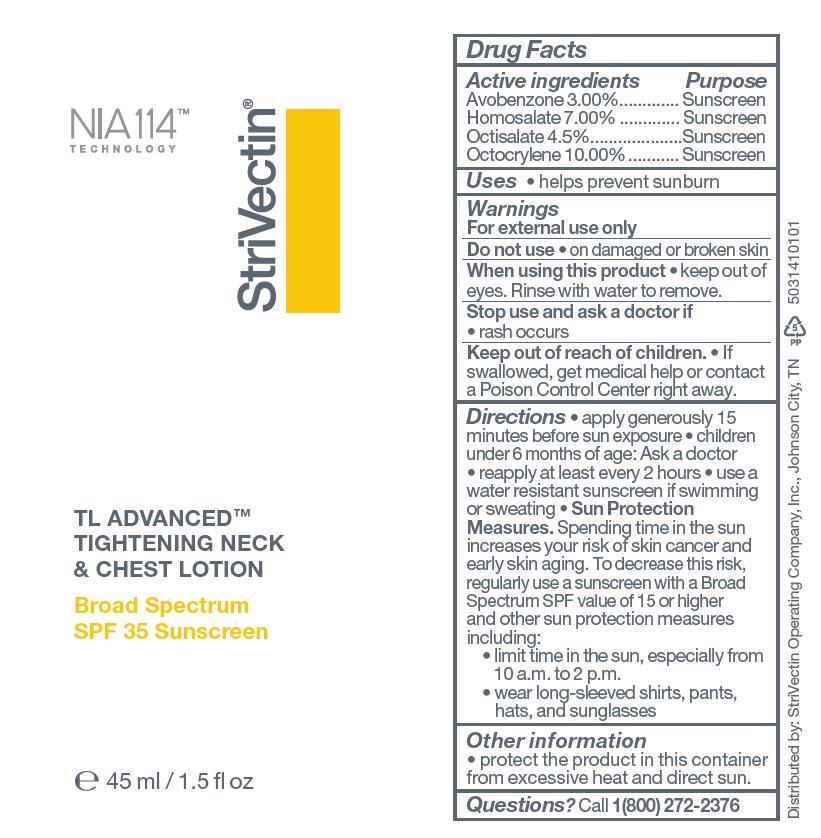 NIA 114™
TECHNOLOGY
StriVectin®
TL ADVANCED™
TIGHTENING NECK
& CHEST LOTION
Broad Spectrum
SPF 35 Sunscreen
℮ 45 ml / 1.5 fl oz
Drug Facts
Active ingredients Purpose
Avobenzone 3.00%............. Sunscreen
Homosalate 7.00% ............. Sunscreen
Octisalate 4.5%....................Sunscreen
Octocrylene 10.00% ........... Sunscreen
Uses • helps prevent sunburn
Warnings
For external use only
Do not use • on damaged or broken skin
When using this product • keep out of
eyes. Rinse with water to remove.
Stop use and ask a doctor if
• rash occurs
Keep out of reach of children. • If
swallowed, get medical help or contact
a Poison Control Center right away.
Directions • apply generously 15
minutes before sun exposure • children
under 6 months of age: Ask a doctor
• reapply at least every 2 hours • use a
water resistant sunscreen if swimming
or sweating • Sun Protection
Measures. Spending time in the sun
increases your risk of skin cancer and
early skin aging. To decrease this risk,
regularly use a sunscreen with a Broad
Spectrum SPF value of 15 or higher
and other sun protection measures
including:
• limit time in the sun, especially from
10 a.m. to 2 p.m.
• wear long-sleeved shirts, pants,
hats, and sunglasses
Other information
• protect the product in this container
from excessive heat and direct sun.
Questions? Call 1(800) 272-2376
Distributed by: StriVectin Operating Company, Inc., Johnson City, TN 5 PP 5031410101